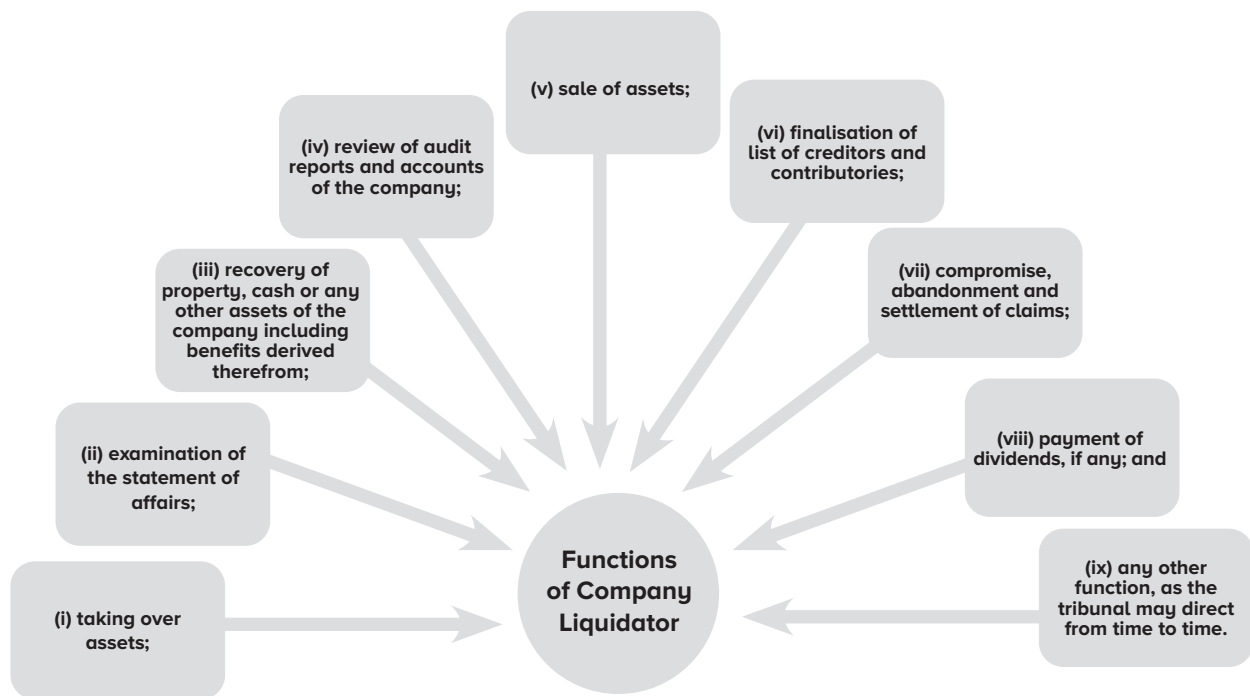 (i) taking over
assets;
(ii) examination of
the statement of
affairs;
(iii) recovery of
property, cash or any
other assets of the
company including
benefits derived
therefrom;
(iv) review of audit
reports and accounts
of the company;
(v) sale of assets;
(vi) finalisation of
list of creditors and
contributories;
(vii) compromise,
abandonment and
settlement of claims;
(viii) payment of
dividends, if any; and
(ix) any other
function, as the
tribunal may direct
from time to time.
Functions
of Company
Liquidator